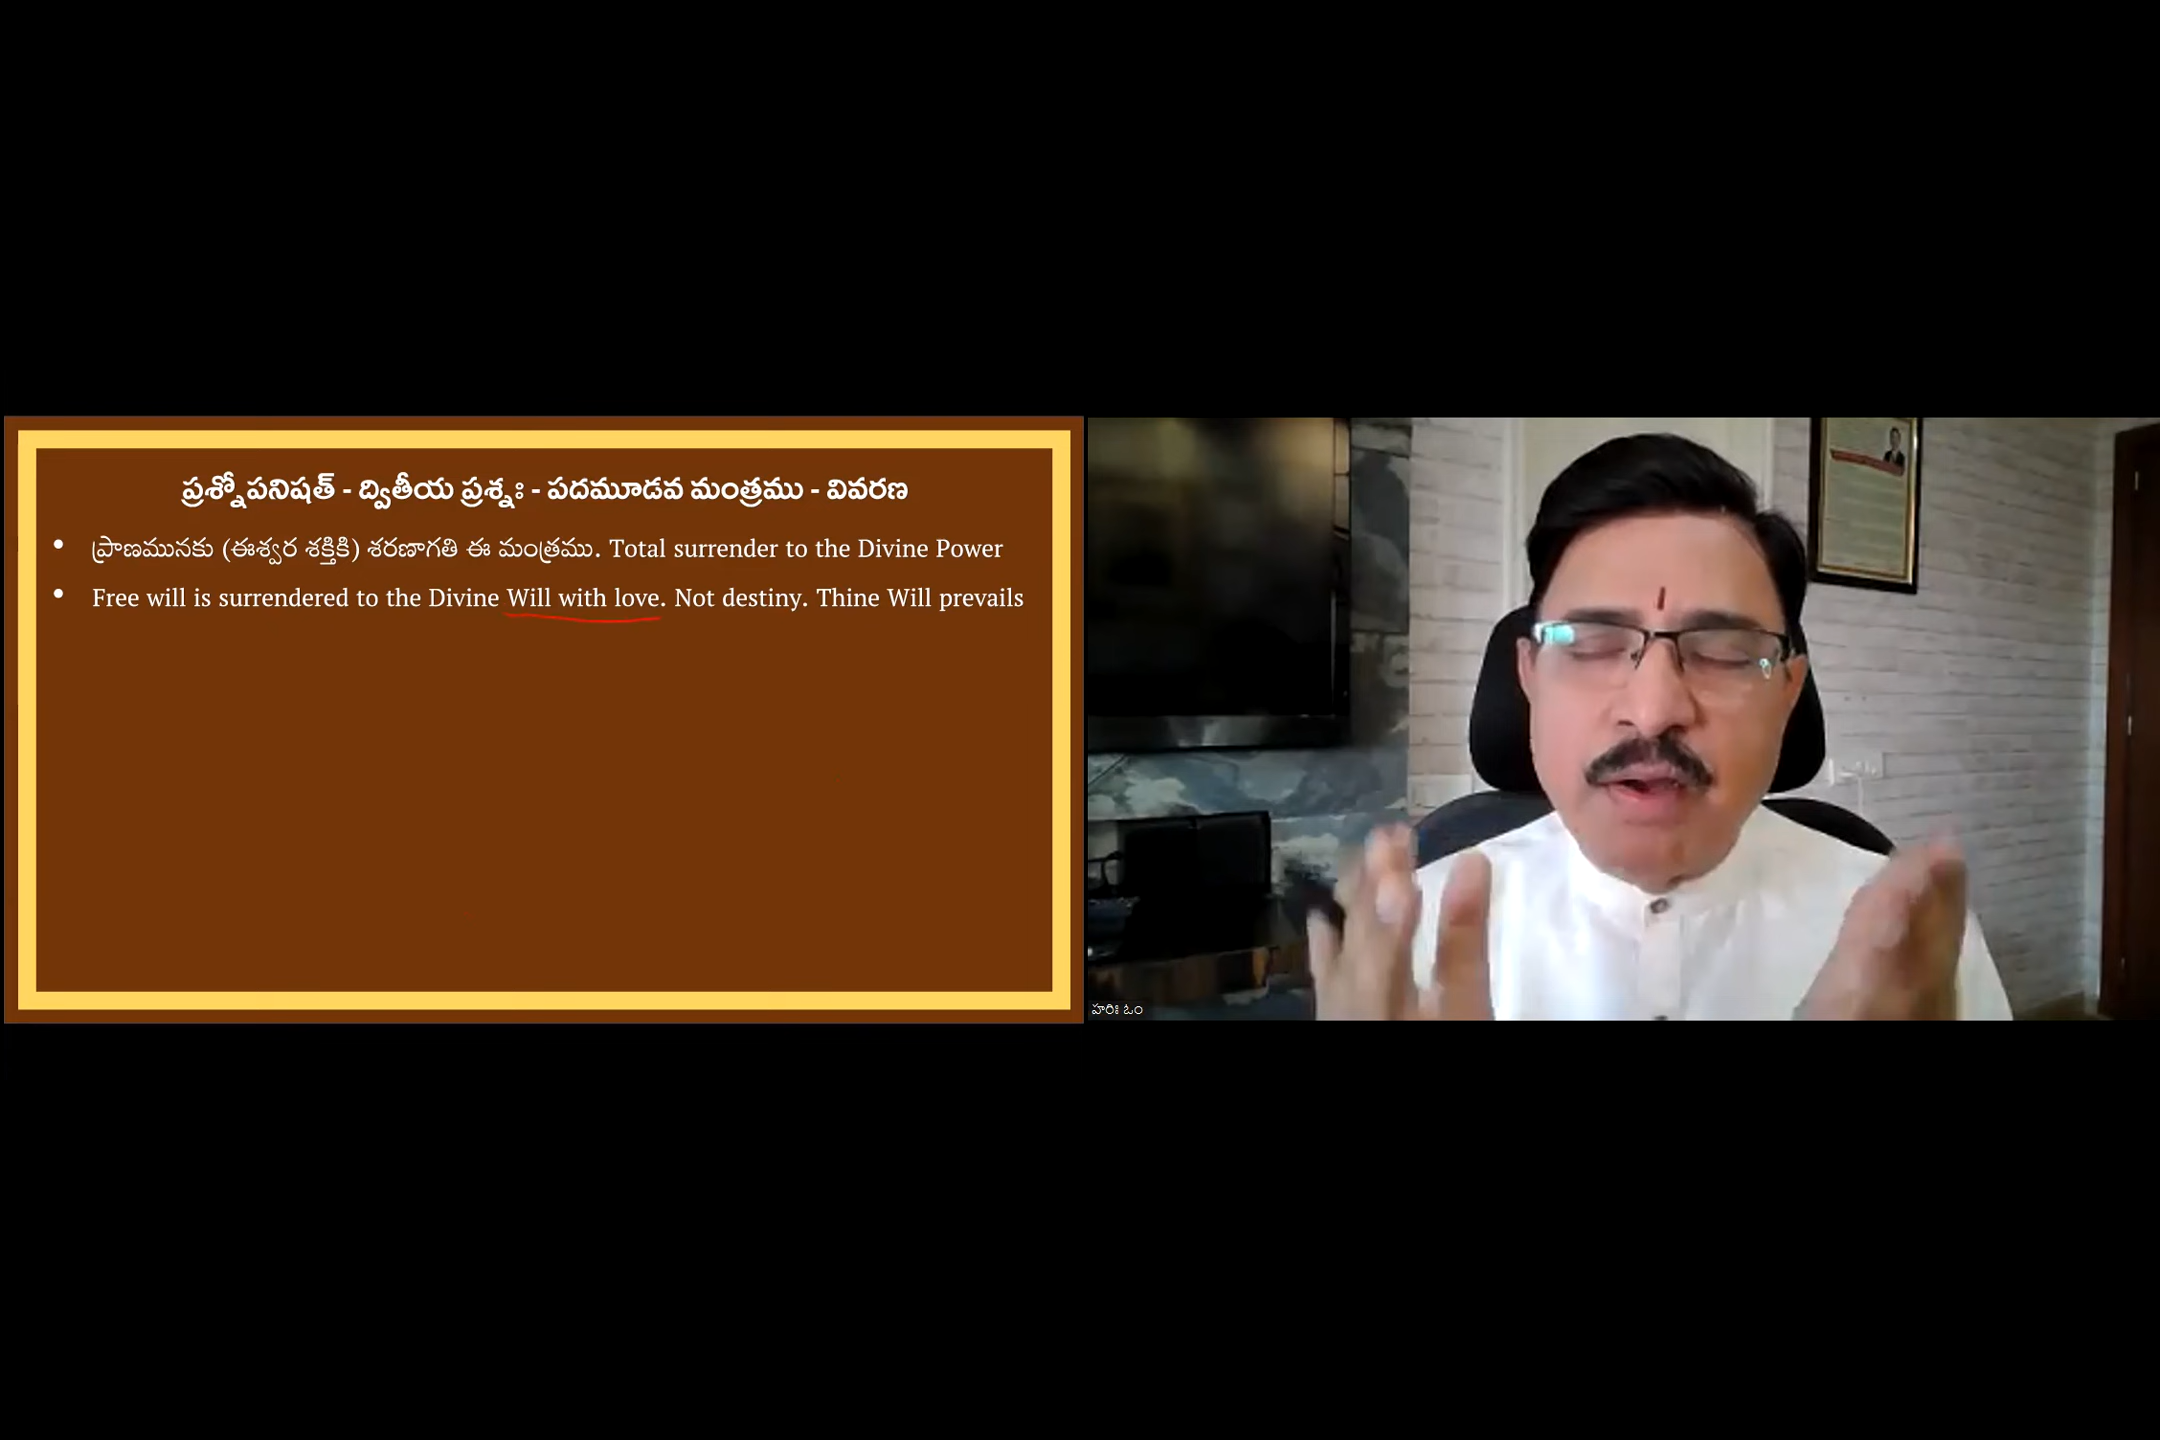 ప్రశ్నోపనిషత్ - ద్వితీయ ప్రశ్నః - పదమూడవ మంత్రము - వివరణ
• ప్రాణమునకు (ఈశ్వర శక్తికి) శరణాగతి ఈ మంత్రము. Total surrender to the Divine Power
• Free will is surrendered to the Divine Will with love. Not destiny. Thine Will prevails
హరిః ఓం